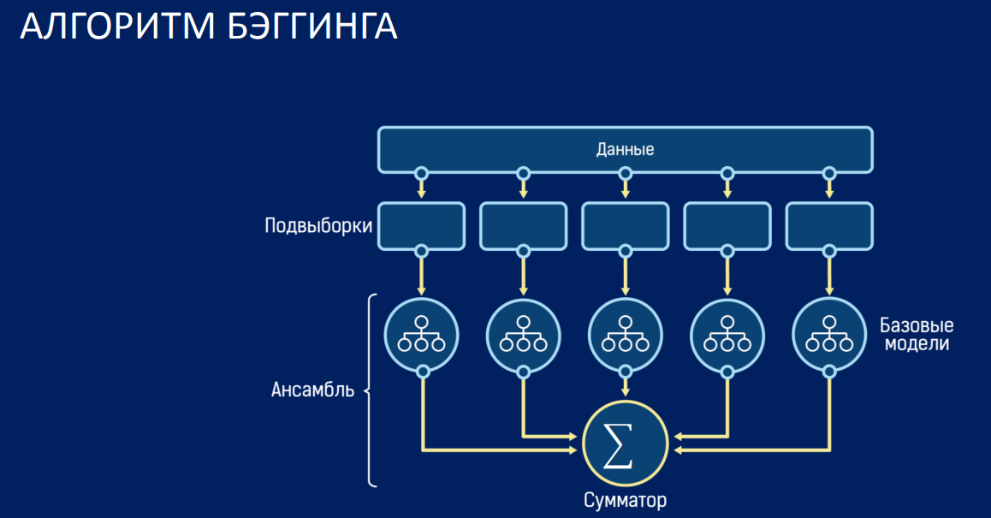 АЛГОРИТМ БЭГГИНГА
Данные
Подвыборки
Базовые
модели
Ансамбль
∑
Сумматор